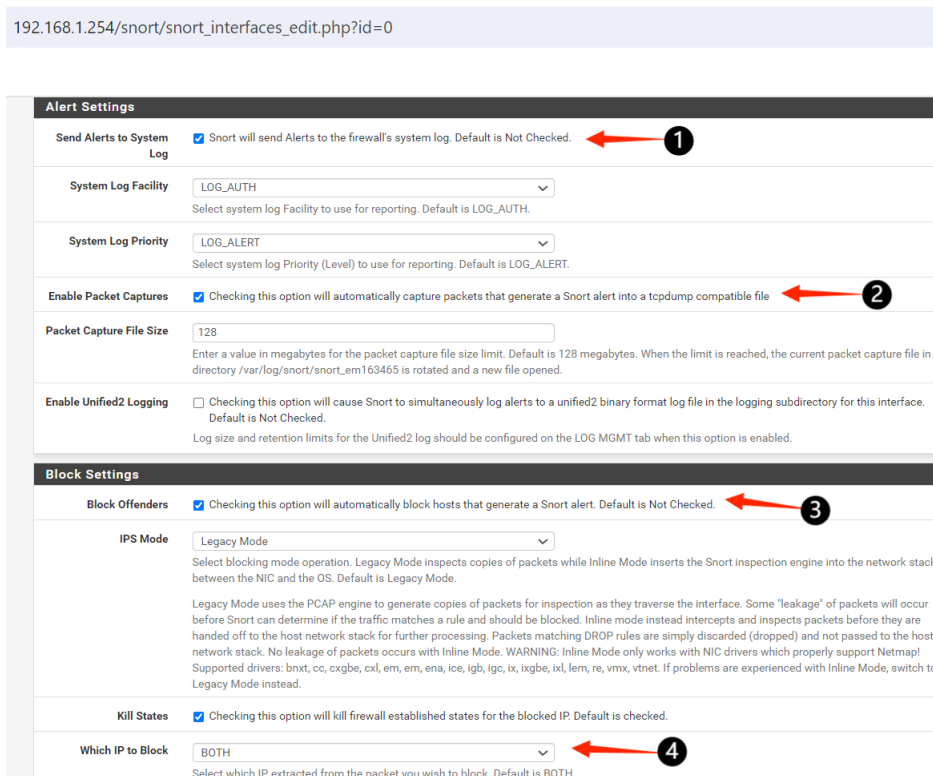 192.168.1.254/snort/snort_interfaces_edit.php?id=0
Alert Settings
Send Alerts to System Log
Snort will send Alerts to the firewall's system log. Default is Not Checked.
1
System Log Facility
LOG_AUTH
Select system log Facility to use for reporting. Default is LOG_AUTH.
System Log Priority
LOG_ALERT
Select system log Priority (Level) to use for reporting. Default is LOG_ALERT.
Enable Packet Captures
Checking this option will automatically capture packets that generate a Snort alert into a tcpdump compatible file
2
Packet Capture File Size
128
Enter a value in megabytes for the packet capture file size limit. Default is 128 megabytes. When the limit is reached, the current packet capture file in
directory /var/log/snort/snort_em163465 is rotated and a new file opened.
Enable Unified2 Logging
Checking this option will cause Snort to simultaneously log alerts to a unified2 binary format log file in the logging subdirectory for this interface.
Default is Not Checked.
Log size and retention limits for the Unified2 log should be configured on the LOG MGMT tab when this option is enabled.
Block Settings
Block Offenders
Checking this option will automatically block hosts that generate a Snort alert. Default is Not Checked.
3
IPS Mode
Legacy Mode
Select blocking mode operation. Legacy Mode inspects copies of packets while Inline Mode inserts the Snort inspection engine into the network stack
between the NIC and the OS. Default is Legacy Mode.
Legacy Mode uses the PCAP engine to generate copies of packets for inspection as they traverse the interface. Some "leakage" of packets will occur
before Snort can determine if the traffic matches a rule and should be blocked. Inline mode instead intercepts and inspects packets before they are
handed off to the host network stack for further processing. Packets matching DROP rules are simply discarded (dropped) and not passed to the host
network stack. No leakage of packets occurs with Inline Mode. WARNING: Inline Mode only works with NIC drivers which properly support Netmap!
Supported drivers: bnxt, cc, cxgbe, cxl, em, em, ena, ice, igb, igc, ix, ixgbe, ixl, lem, re, vmx, vtnet. If problems are experienced with Inline Mode, switch to
Legacy Mode instead.
Kill States
Checking this option will kill firewall established states for the blocked IP. Default is checked.
Which IP to Block
BOTH
4
Select which IP extracted from the packet you wish to block. Default is BOTH